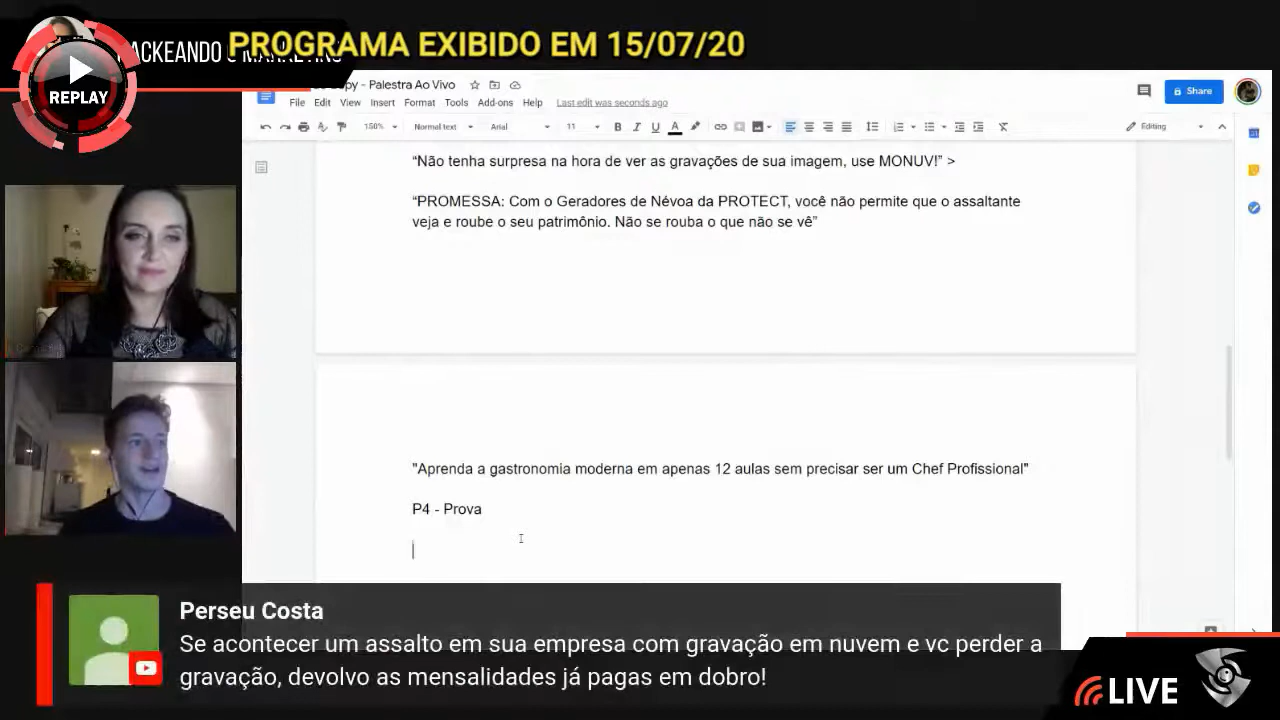 PROGRAMA EXIBIDO EM 15/07/20
REPLAY
Copy - Palestra Ao Vivo
File Edit View Insert Format Tools Add-ons Help Last edit was seconds ago
Share
150% Normal text Arial 11 B I U A Editing
“Não tenha surpresa na hora de ver as gravações de sua imagem, use MONUV!” >
“PROMESSA: Com o Geradores de Névoa da PROTECT, você não permite que o assaltante
veja e roube o seu patrimônio. Não se rouba o que não se vê”
"Aprenda a gastronomia moderna em apenas 12 aulas sem precisar ser um Chef Profissional"
P4 - Prova
Perseu Costa
Se acontecer um assalto em sua empresa com gravação em nuvem e vc perder a
gravação, devolvo as mensalidades já pagas em dobro!
LIVE